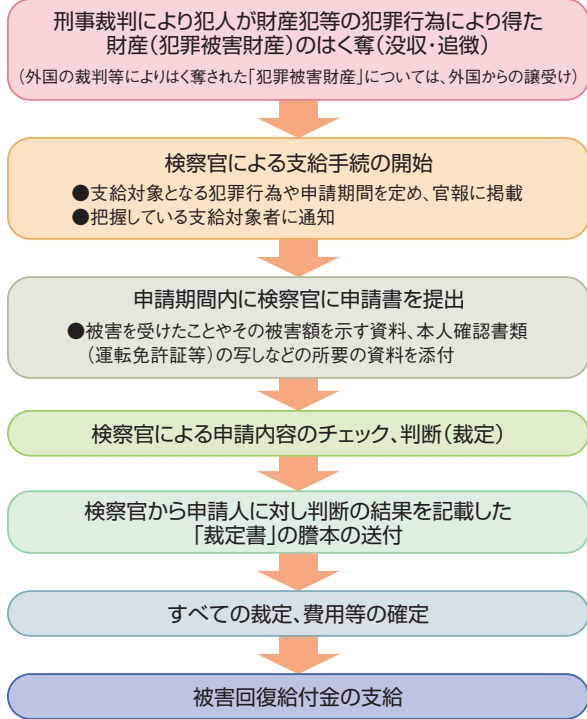 刑事裁判により犯人が財産犯等の犯罪行為により得た
財産(犯罪被害財産)のはく奪(没収・追徴)
(外国の裁判等によりはく奪された「犯罪被害財産」については、外国からの譲受け)
検察官による支給手続の開始
●支給対象となる犯罪行為や申請期間を定め、官報に掲載
●把握している支給対象者に通知
申請期間内に検察官に申請書を提出
●被害を受けたことやその被害額を示す資料、本人確認書類
(運転免許証等)の写しなどの所要の資料を添付
検察官による申請内容のチェック、判断(裁定)
検察官から申請人に対し判断の結果を記載した
「裁定書」の謄本の送付
すべての裁定、費用等の確定
被害回復給付金の支給